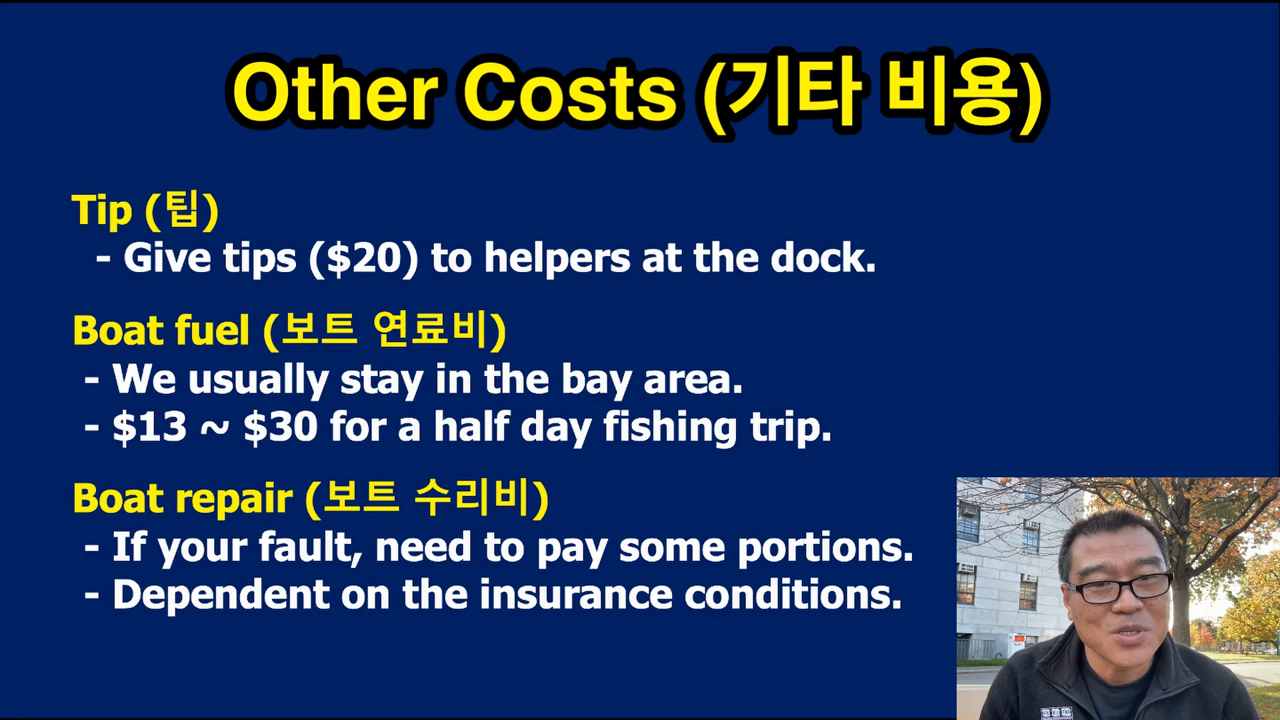 Other Costs (기타 비용)
Tip (팁)
- Give tips ($20) to helpers at the dock.
Boat fuel (보트 연료비)
- We usually stay in the bay area.
- $13 ~ $30 for a half day fishing trip.
Boat repair (보트 수리비)
- If your fault, need to pay some portions.
- Dependent on the insurance conditions.